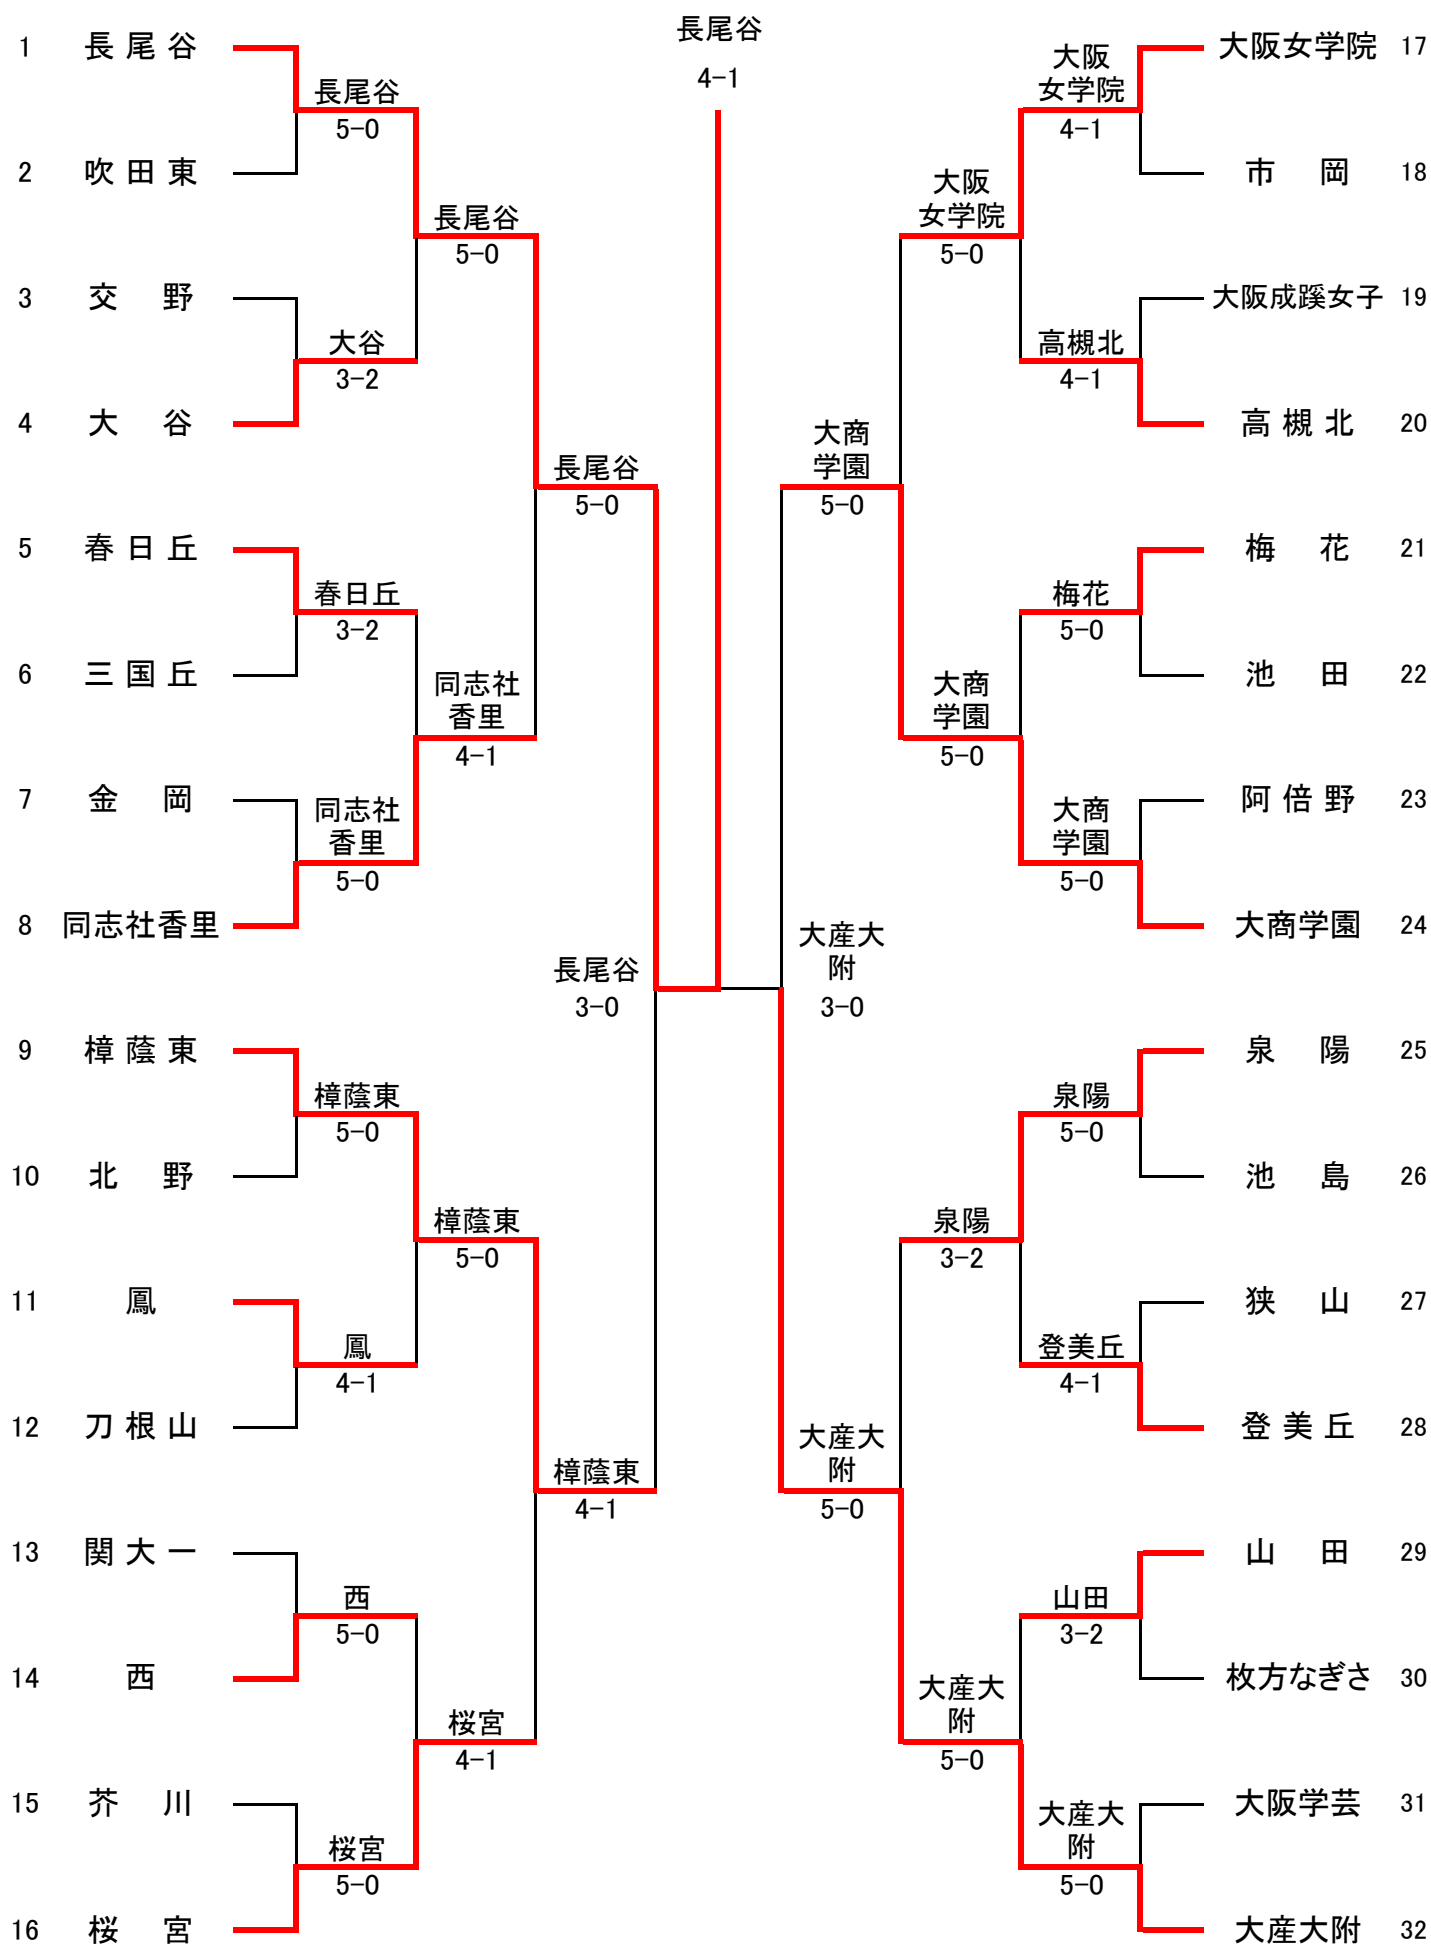 長尾谷
4-1
1 長尾谷
2 吹田東
3 交野
4 大谷
5 春日丘
6 三国丘
7 金岡
8 同志社香里
9 樟蔭東
10 北野
11 鳳
12 刀根山
13 関大一
14 西
15 芥川
16 桜宮
長尾谷
5-0
大谷
3-2
春日丘
3-2
同志社
香里
5-0
樟蔭東
5-0
鳳
4-1
西
5-0
桜宮
5-0
長尾谷
5-0
同志社
香里
4-1
樟蔭東
5-0
桜宮
4-1
長尾谷
5-0
樟蔭東
4-1
長尾谷
3-0
大産大
附
3-0
大商
学園
5-0
大産大
附
5-0
大阪
女学院
5-0
大商
学園
5-0
泉陽
3-2
大産大
附
5-0
大阪
女学院
4-1
高槻北
4-1
梅花
5-0
大商
学園
5-0
泉陽
5-0
登美丘
4-1
山田
3-2
大産大
附
5-0
大阪女学院 17
市岡 18
大阪成蹊女子 19
高槻北 20
梅花 21
池田 22
阿倍野 23
大商学園 24
泉陽 25
池島 26
狭山 27
登美丘 28
山田 29
枚方なぎさ 30
大阪学芸 31
大産大附 32